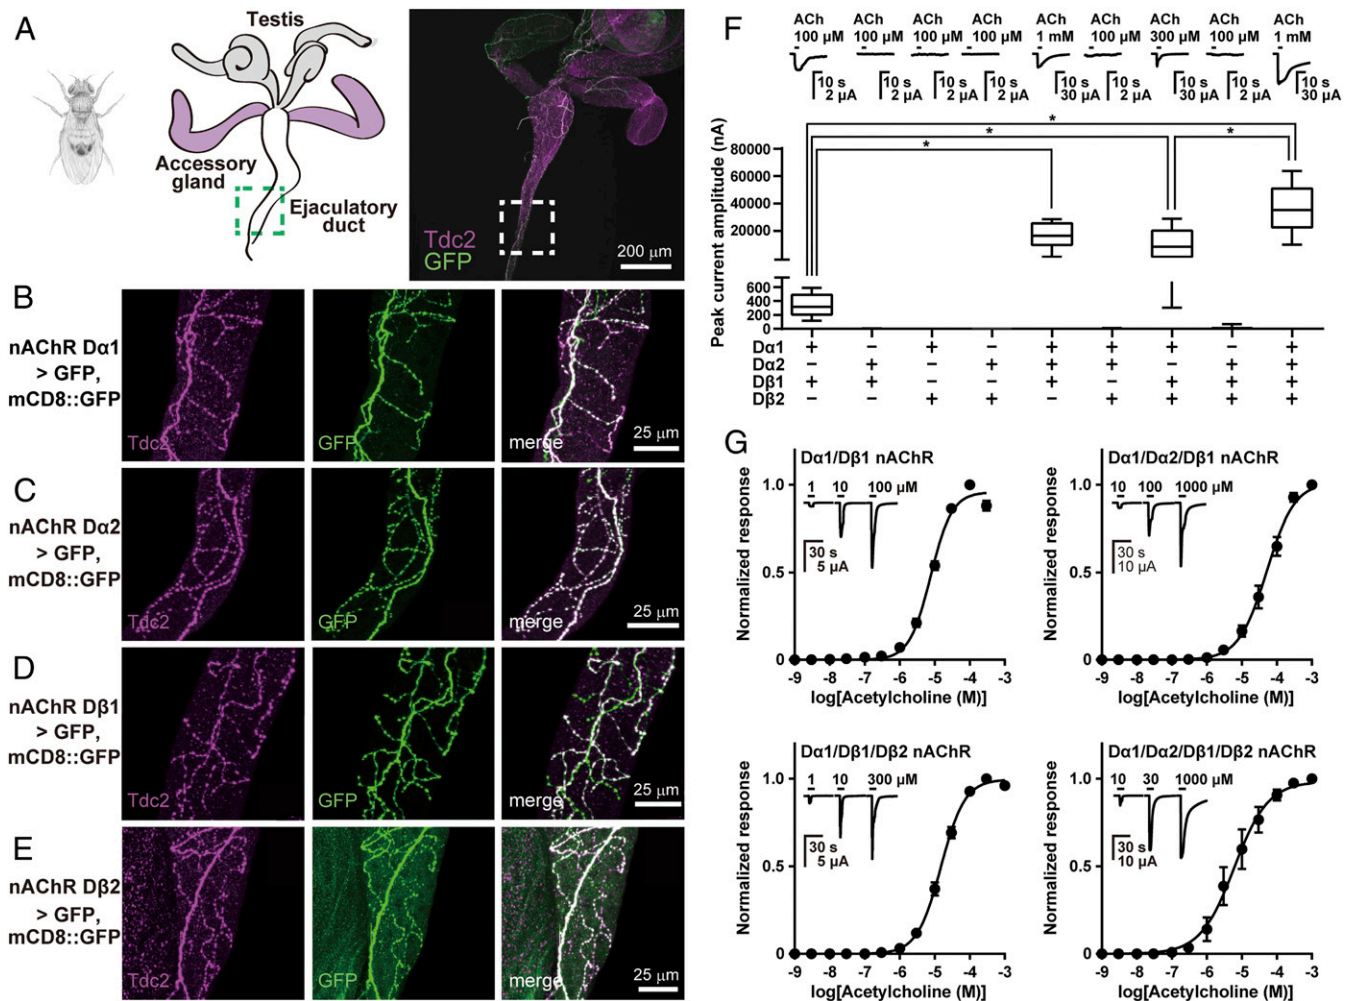 A
Testis
Accessory
gland
Ejaculatory
duct
Tdc2
GFP
200 μm
B
nAChR Dα1
> GFP,
mCD8::GFP
Tdc2
GFP
merge
25 μm
C
nAChR Dα2
> GFP,
mCD8::GFP
Tdc2
GFP
merge
25 μm
D
nAChR Dβ1
> GFP,
mCD8::GFP
Tdc2
GFP
merge
25 μm
E
nAChR Dβ2
> GFP,
mCD8::GFP
Tdc2
GFP
merge
25 μm
F
ACh ACh ACh ACh ACh ACh ACh ACh ACh
100 μM 100 μM 100 μM 100 μM 1 mM 100 μM 300 μM 100 μM 1 mM
10 s 10 s 10 s 10 s 10 s 10 s 10 s 10 s 10 s
2 μA 2 μA 2 μA 2 μA 30 μA 2 μA 30 μA 2 μA 30 μA
Peak current amplitude (nA)
* * * *
80000
60000
40000
20000
600
400
200
0
Dα1 + − + − + + + − +
Dα2 − + − + + + − + +
Dβ1 + + − − + − + + +
Dβ2 − − + + − + + + +
G
Dα1/Dβ1 nAChR
1 10 100 μM
30 s
5 μA
Normalized response
1.0
0.5
0
-9 -8 -7 -6 -5 -4 -3
log[Acetylcholine (M)]
Dα1/Dα2/Dβ1 nAChR
10 100 1000 μM
30 s
10 μA
Normalized response
1.0
0.5
0
-9 -8 -7 -6 -5 -4 -3
log[Acetylcholine (M)]
Dα1/Dβ1/Dβ2 nAChR
1 10 300 μM
30 s
5 μA
Normalized response
1.0
0.5
0
-9 -8 -7 -6 -5 -4 -3
log[Acetylcholine (M)]
Dα1/Dα2/Dβ1/Dβ2 nAChR
10 30 1000 μM
30 s
10 μA
Normalized response
1.0
0.5
0
-9 -8 -7 -6 -5 -4 -3
log[Acetylcholine (M)]